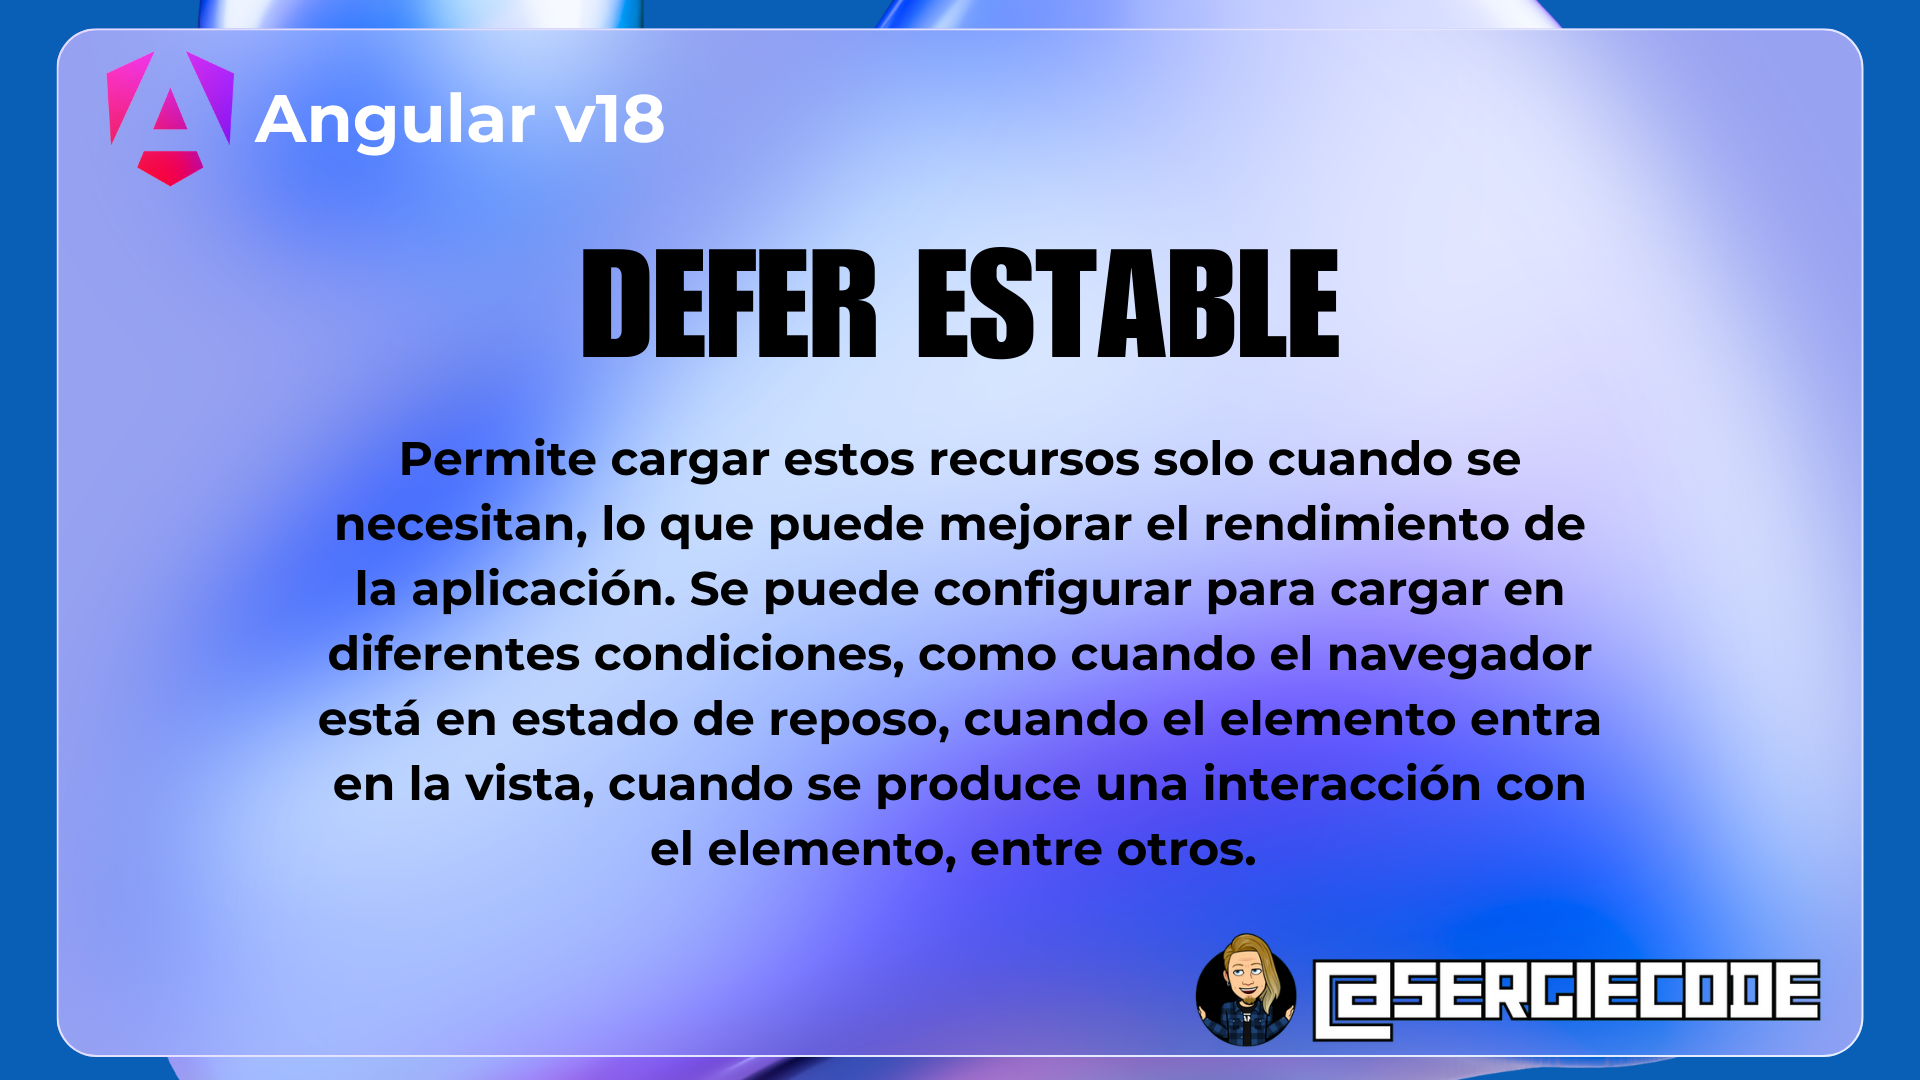 Angular v18
DEFER ESTABLE
Permite cargar estos recursos solo cuando se
necesitan, lo que puede mejorar el rendimiento de
la aplicación. Se puede configurar para cargar en
diferentes condiciones, como cuando el navegador
está en estado de reposo, cuando el elemento entra
en la vista, cuando se produce una interacción con
el elemento, entre otros.
@SERGIECODE